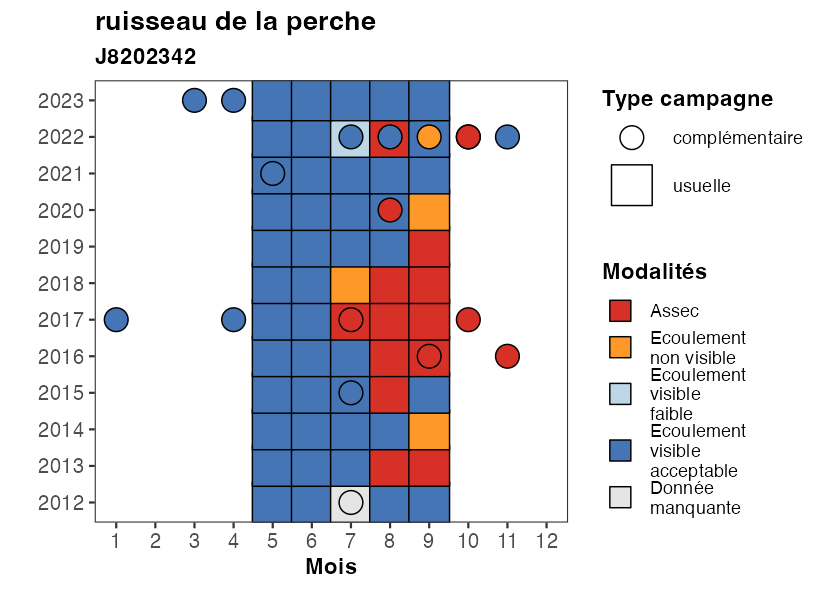 ruisseau de la perche
J8202342
2023
2022
2021
2020
2019
2018
2017
2016
2015
2014
2013
2012
1 2 3 4 5 6 7 8 9 10 11 12
Mois
Type campagne
complémentaire
usuelle
Modalités
Assec
Ecoulement
non visible
Ecoulement
visible
faible
Ecoulement
visible
acceptable
Donnée
manquante